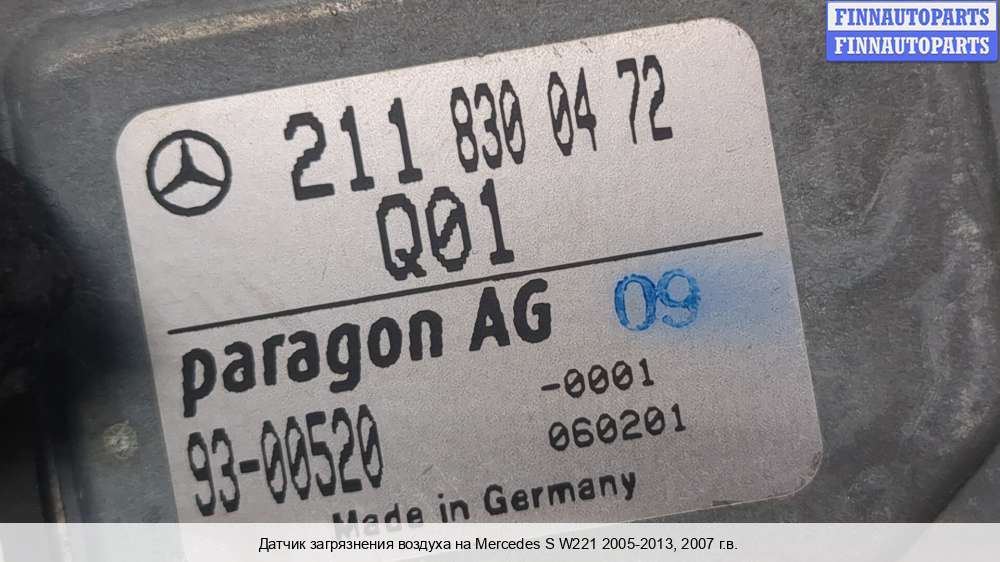 FINNAUTOPARTS
FINNAUTOPARTS
211 830 04 72
Q01
paragon AG 09
-0001
93-00520 060201
Made in Germany
Датчик загрязнения воздуха на Mercedes S W221 2005-2013, 2007 г.в.